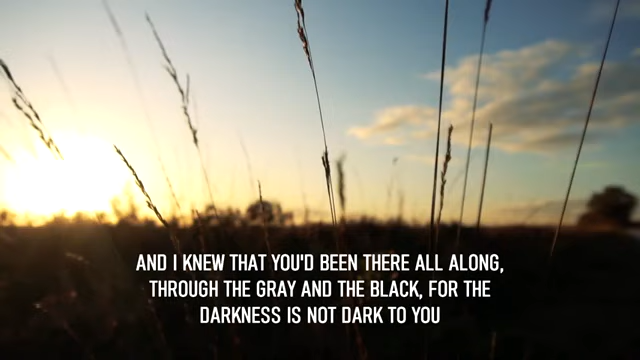 AND I KNEW THAT YOU'D BEEN THERE ALL ALONG,
THROUGH THE GRAY AND THE BLACK, FOR THE
DARKNESS IS NOT DARK TO YOU